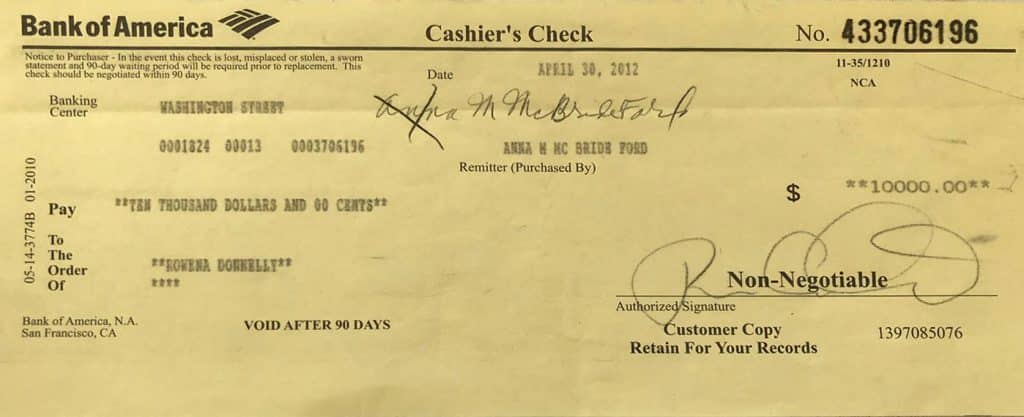 Bank of America
Cashier's Check
No. 433706196
Notice to Purchaser - In the event this check is lost, misplaced or stolen, a sworn
statement and 90-day waiting period will be required prior to replacement. This
check should be negotiated within 90 days.
11-35/1210
NCA
Date APRIL 30, 2012
Banking
Center
WASHINGTON STREET
Anna M McBride Ford
0001824 00013 0003706196
ANNA M MC BRIDE FORD
Remitter (Purchased By)
$ **10000.00**
Pay **TEN THOUSAND DOLLARS AND 00 CENTS**
To
The
Order
Of
**ROWENA DONNELLY**
****
05-14-3774B 01-2010
Non-Negotiable
Authorized Signature
Bank of America, N.A.
San Francisco, CA
VOID AFTER 90 DAYS
Customer Copy
Retain For Your Records
1397085076